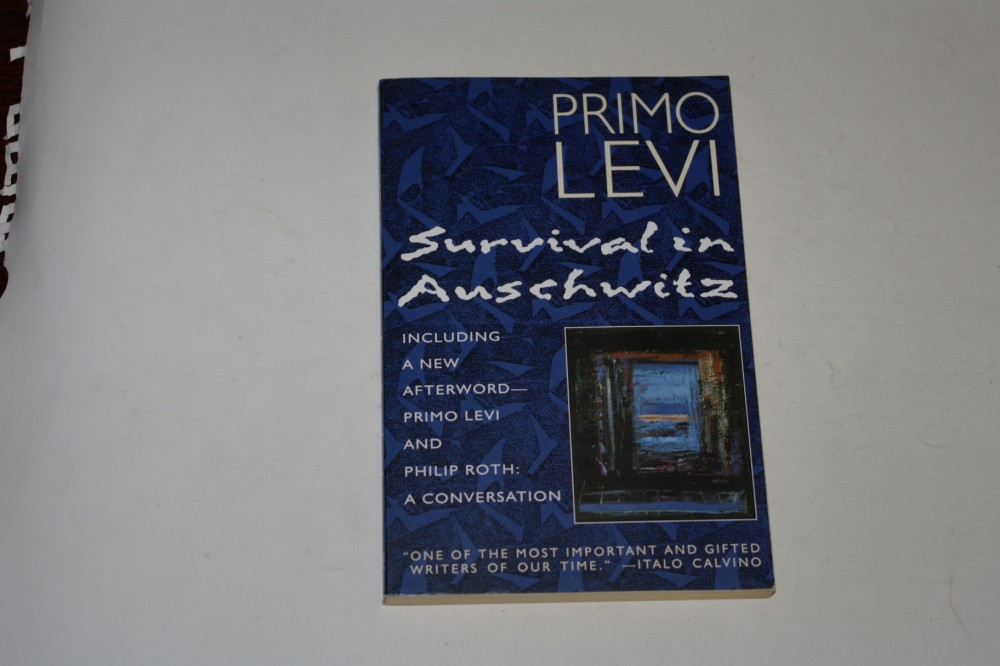 PRIMO
LEVI
Survival in
Auschwitz
INCLUDING
A NEW
AFTERWORD—
PRIMO LEVI
AND
PHILIP ROTH:
A CONVERSATION
"ONE OF THE MOST IMPORTANT AND GIFTED
WRITERS OF OUR TIME." —ITALO CALVINO